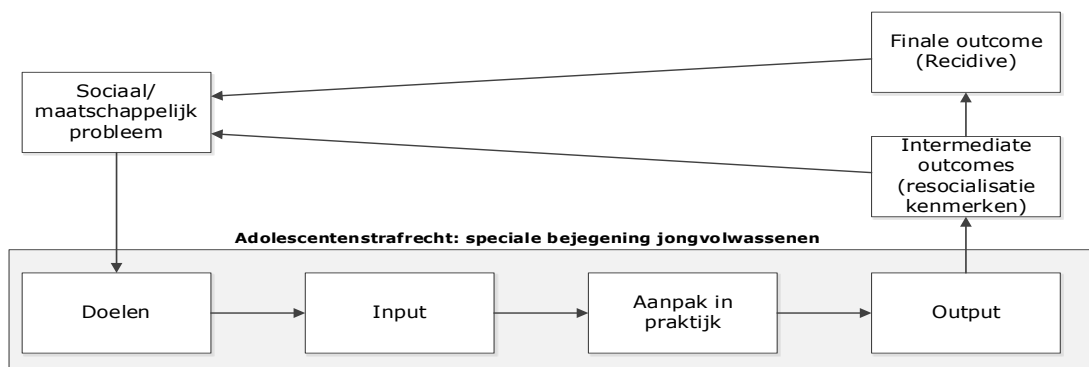 Finale outcome
(Recidive)
Sociaal/
maatschappelijk
probleem
Intermediate
outcomes
(resocialisatie
kenmerken)
Adolescentenstrafrecht: speciale bejegening jongvolwassenen
Doelen
Input
Aanpak in
praktijk
Output